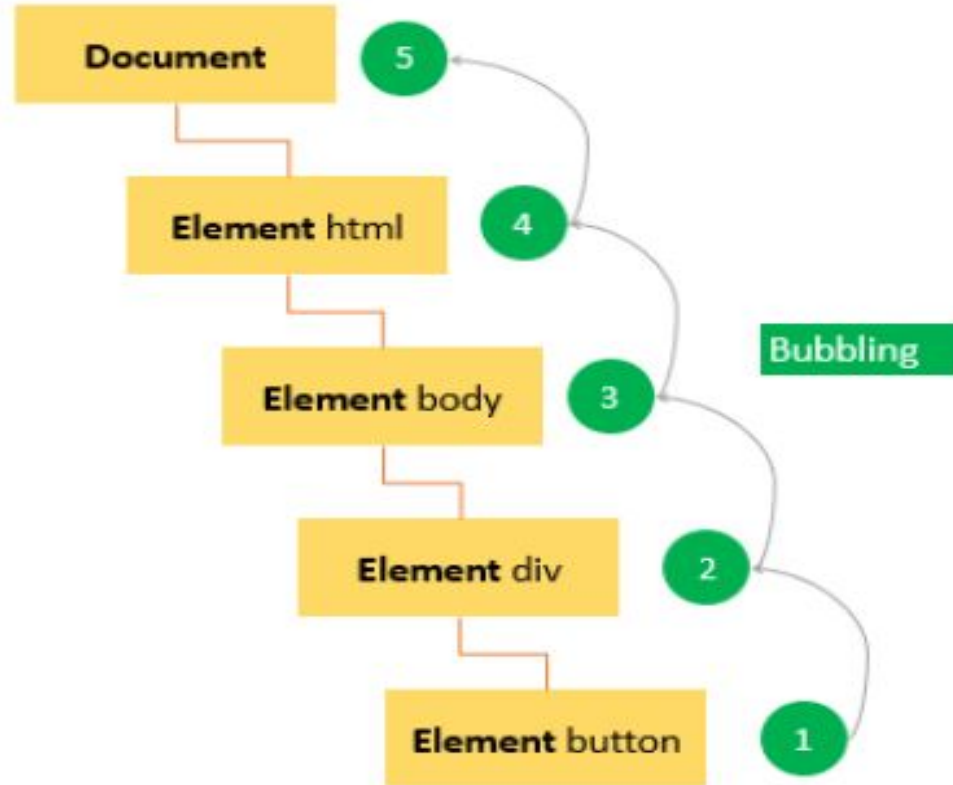 Document
5
Element html
4
Bubbling
Element body
3
Element div
2
Element button
1